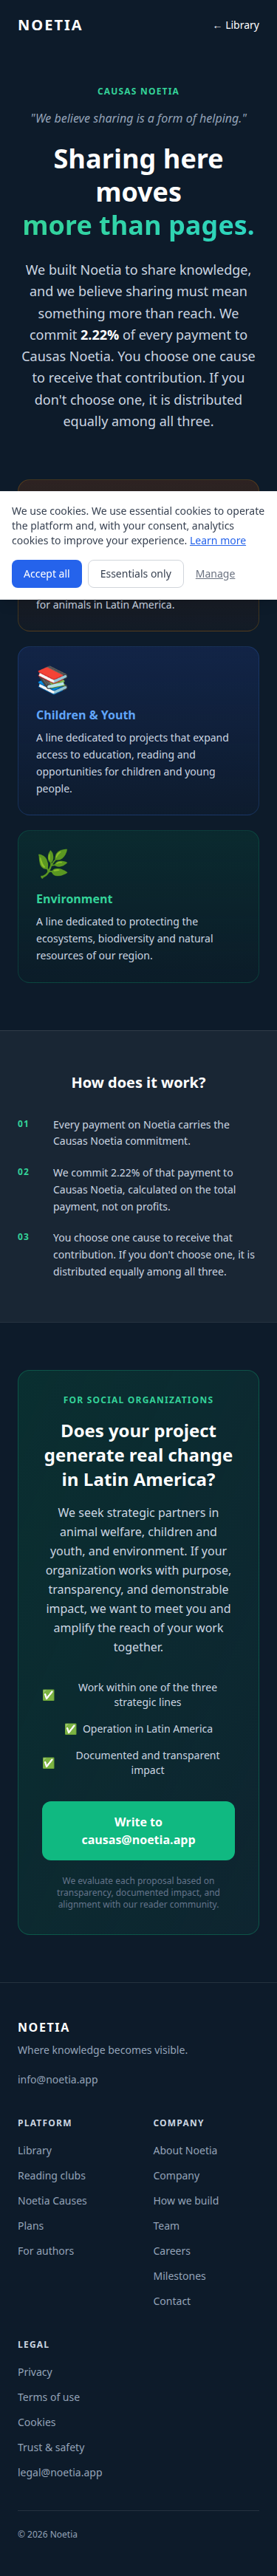 NOETIA
← Library
CAUSAS NOETIA
"We believe sharing is a form of helping."
Sharing here
moves
more than pages.
We built Noetia to share knowledge,
and we believe sharing must mean
something more than reach. We
commit 2.22% of every payment to
Causas Noetia. You choose one cause
to receive that contribution. If you
don't choose one, it is distributed
equally among all three.
We use cookies. We use essential cookies to operate
the platform and, with your consent, analytics
cookies to improve your experience. Learn more
Accept all
Essentials only
Manage
for animals in Latin America.
Children & Youth
A line dedicated to projects that expand
access to education, reading and
opportunities for children and young
people.
Environment
A line dedicated to protecting the
ecosystems, biodiversity and natural
resources of our region.
How does it work?
01
Every payment on Noetia carries the
Causas Noetia commitment.
02
We commit 2.22% of that payment to
Causas Noetia, calculated on the total
payment, not on profits.
03
You choose one cause to receive that
contribution. If you don't choose one, it is
distributed equally among all three.
FOR SOCIAL ORGANIZATIONS
Does your project
generate real change
in Latin America?
We seek strategic partners in
animal welfare, children and
youth, and environment. If your
organization works with purpose,
transparency, and demonstrable
impact, we want to meet you and
amplify the reach of your work
together.
✅ Work within one of the three
strategic lines
✅ Operation in Latin America
✅ Documented and transparent
impact
Write to
causas@noetia.app
We evaluate each proposal based on
transparency, documented impact, and
alignment with our reader community.
NOETIA
Where knowledge becomes visible.
info@noetia.app
PLATFORM
Library
Reading clubs
Noetia Causes
Plans
For authors
COMPANY
About Noetia
Company
How we build
Team
Careers
Milestones
Contact
LEGAL
Privacy
Terms of use
Cookies
Trust & safety
legal@noetia.app
© 2026 Noetia